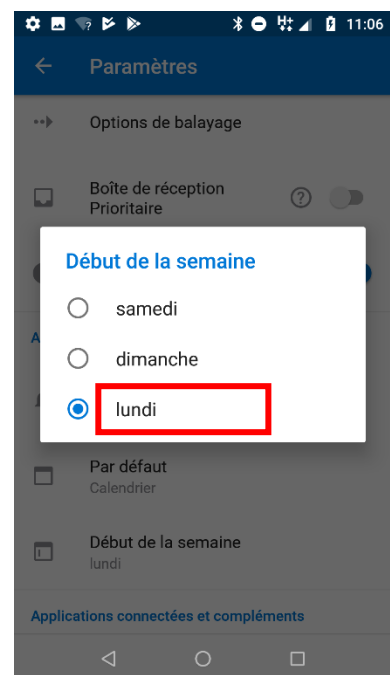 11:06
Paramètres
Options de balayage
Boîte de réception
Prioritaire
Début de la semaine
samedi
dimanche
A
lundi
Par défaut
Calendrier
Début de la semaine
lundi
Applications connectées et compléments